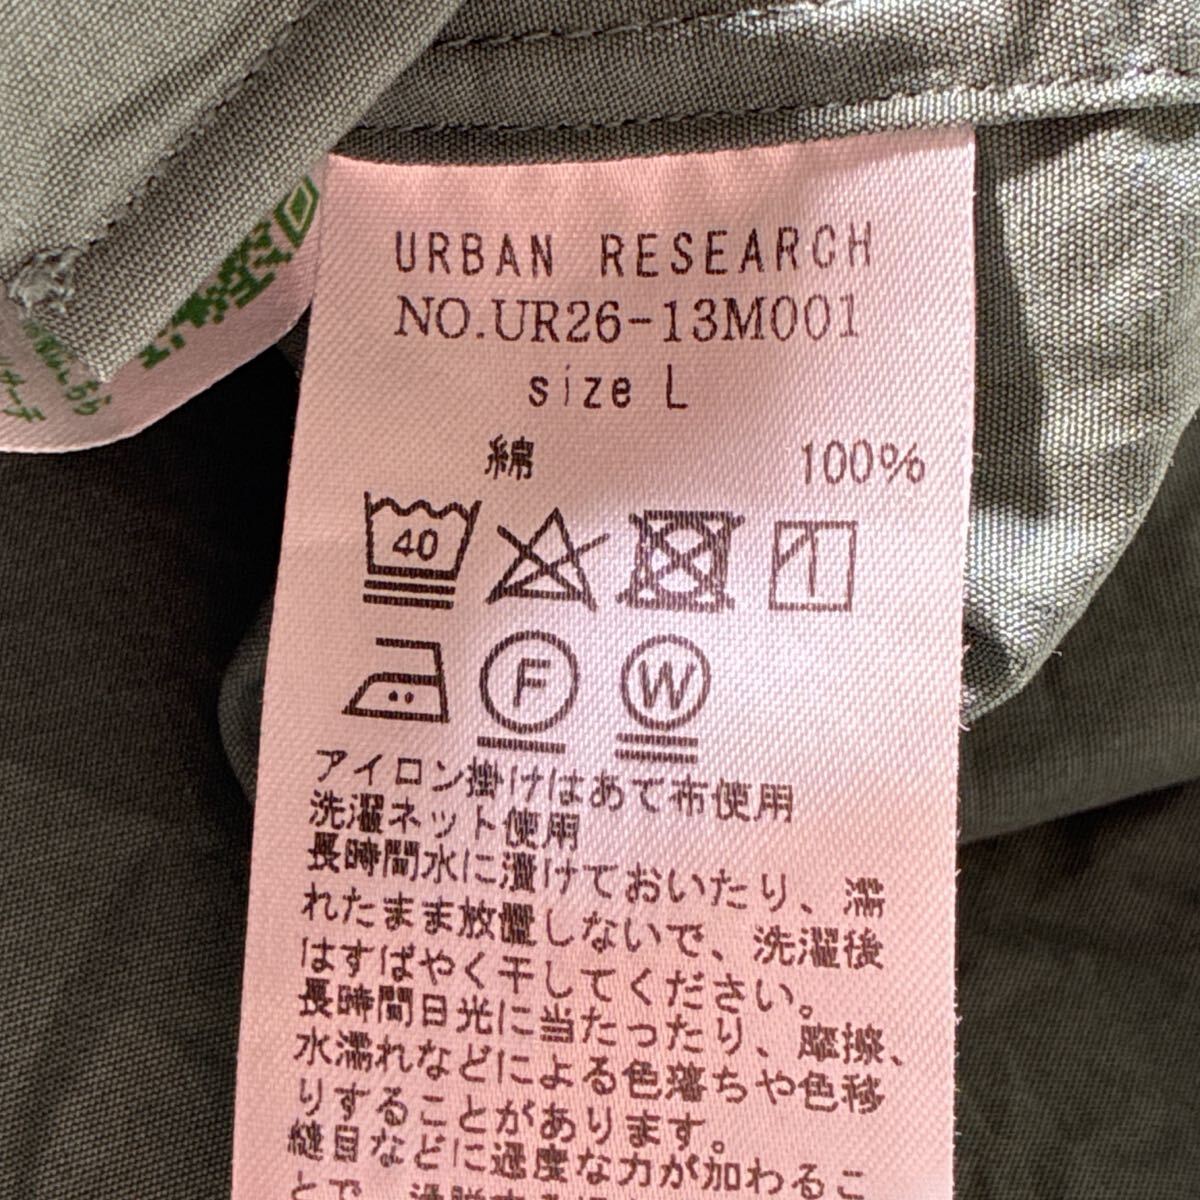 URBAN RESEARCH
NO.UR26-13M001
size L
綿 100%
40
F W
アイロン掛けはあて布使用
洗濯ネット使用
長時間水に漬けておいたり、濡
れたまま放置しないで、洗濯後
はすばやく干してください。
長時間日光に当たったり、摩擦、
水濡れなどによる色落ちや色移
りすることがあります。
縫目などに過度な力が加わるこ
とで、滑脱する